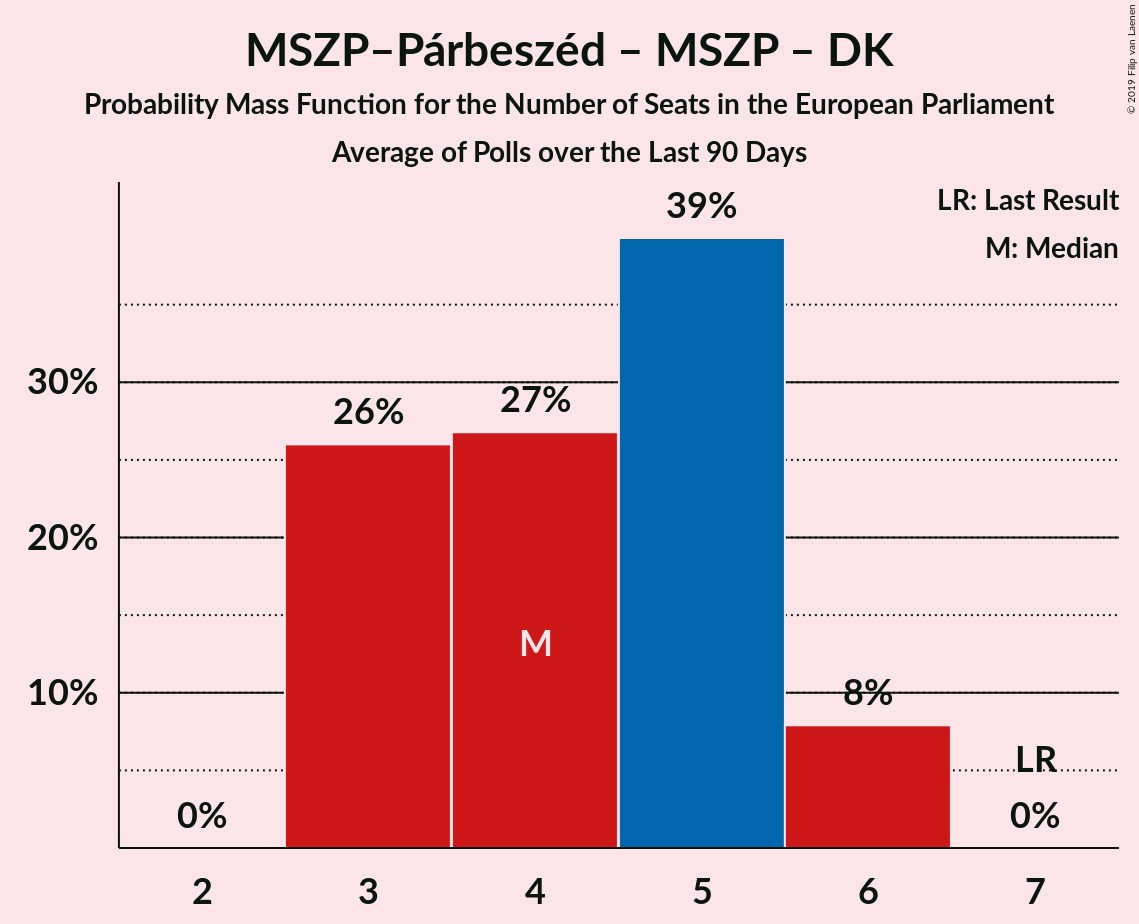 MSZP–Párbeszéd – MSZP – DK
Probability Mass Function for the Number of Seats in the European Parliament
Average of Polls over the Last 90 Days
© 2019 Filip van Laenen
LR: Last Result
M: Median
39%
30%
27%
26%
20%
M
10%
8%
LR
0%
0%
2 3 4 5 6 7